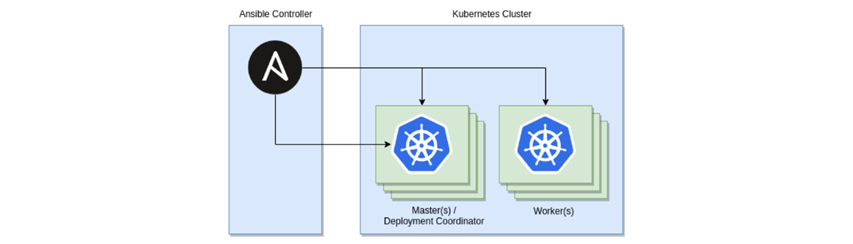 Ansible Controller
Kubernetes Cluster
Master(s) /
Deployment Coordinator
Worker(s)